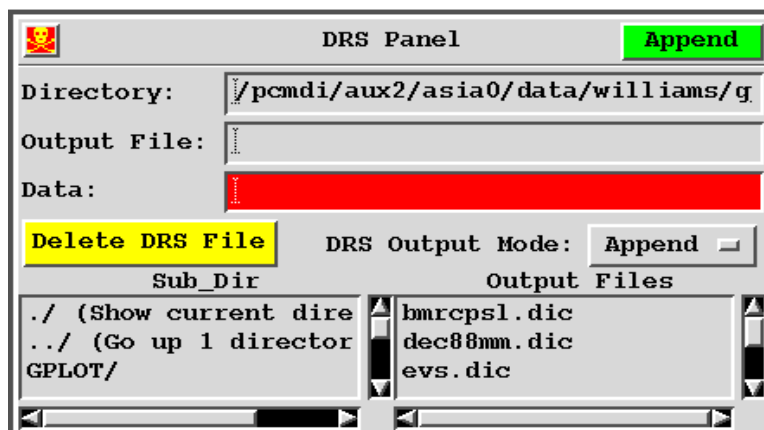 DRS Panel
Append
Directory: /pcmdi/aux2/asia0/data/williams/g
Output File:
Data:
Delete DRS File
DRS Output Mode: Append
Sub_Dir
Output Files
./ (Show current dire
../ (Go up 1 director
GPLOT/
bmrcpsl.dic
dec88mm.dic
evs.dic